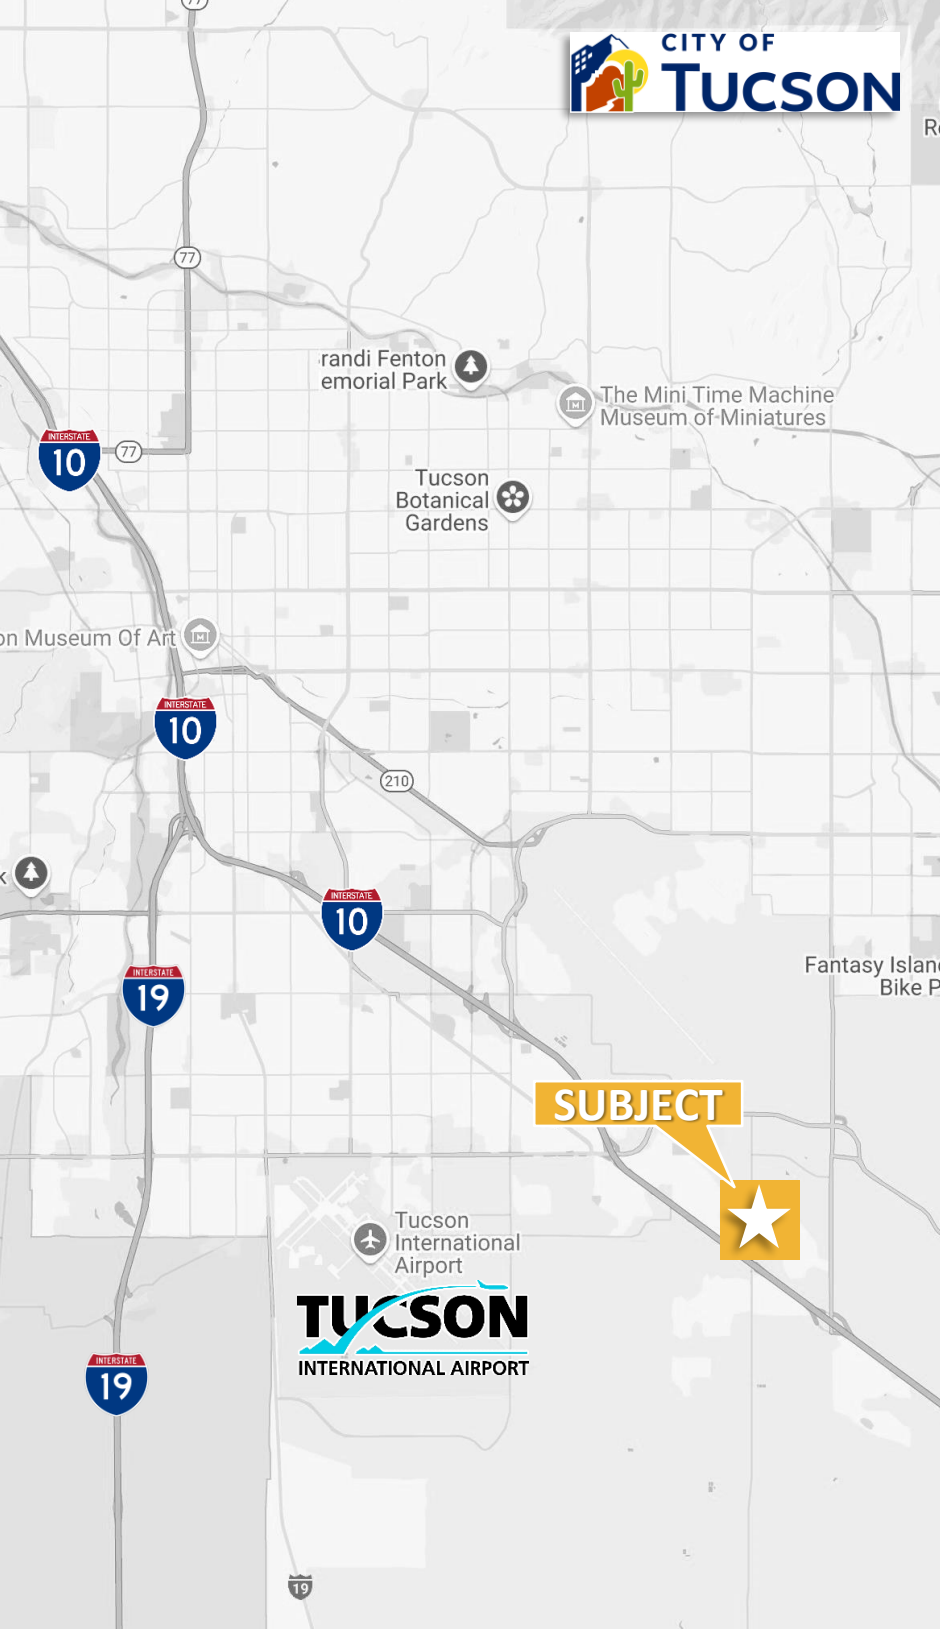 77
CITY OF
TUCSON
R
77
randi Fenton
emorial Park
The Mini Time Machine
Museum of Miniatures
INTERSTATE
10
77
Tucson
Botanical
Gardens
on Museum Of Art
INTERSTATE
10
210
k
INTERSTATE
10
Fantasy Islan
Bike P
INTERSTATE
19
SUBJECT
Tucson
International
Airport
TUCSON
INTERNATIONAL AIRPORT
INTERSTATE
19
19